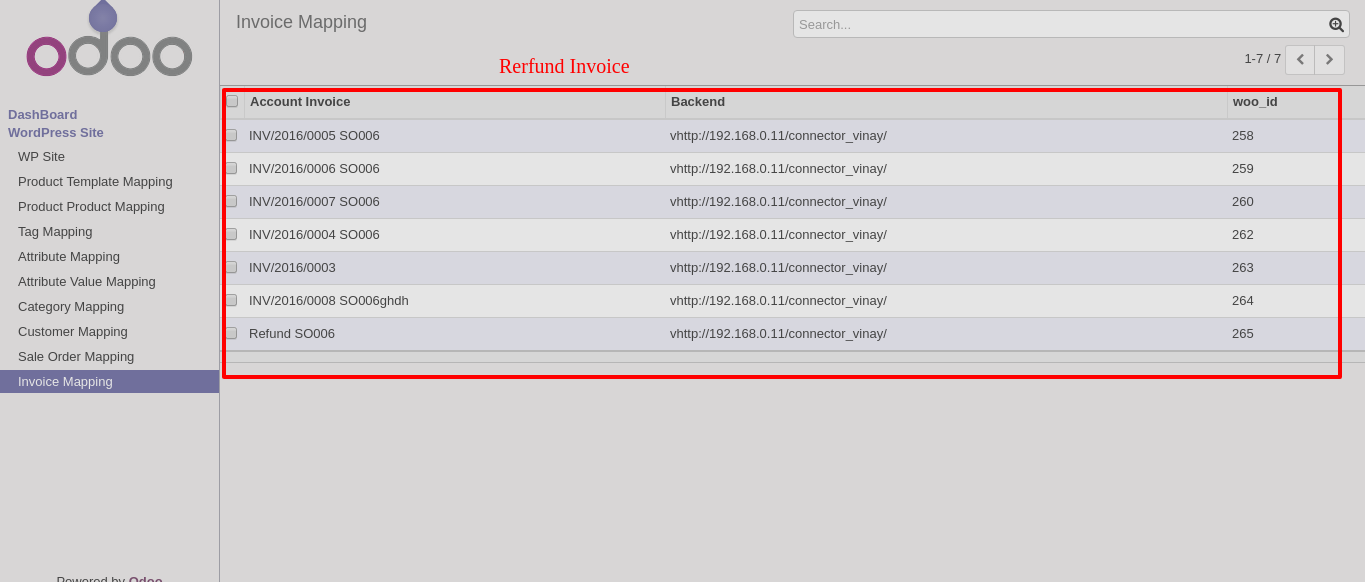 odoo
DashBoard
WordPress Site
WP Site
Product Template Mapping
Product Product Mapping
Tag Mapping
Attribute Mapping
Attribute Value Mapping
Category Mapping
Customer Mapping
Sale Order Mapping
Invoice Mapping
Powered by Odoo
Invoice Mapping
Search...
1-7 / 7
Rerfund Invoice
Account Invoice Backend woo_id
INV/2016/0005 SO006 vhttp://192.168.0.11/connector_vinay/ 258
INV/2016/0006 SO006 vhttp://192.168.0.11/connector_vinay/ 259
INV/2016/0007 SO006 vhttp://192.168.0.11/connector_vinay/ 260
INV/2016/0004 SO006 vhttp://192.168.0.11/connector_vinay/ 262
INV/2016/0003 vhttp://192.168.0.11/connector_vinay/ 263
INV/2016/0008 SO006ghdh vhttp://192.168.0.11/connector_vinay/ 264
Refund SO006 vhttp://192.168.0.11/connector_vinay/ 265